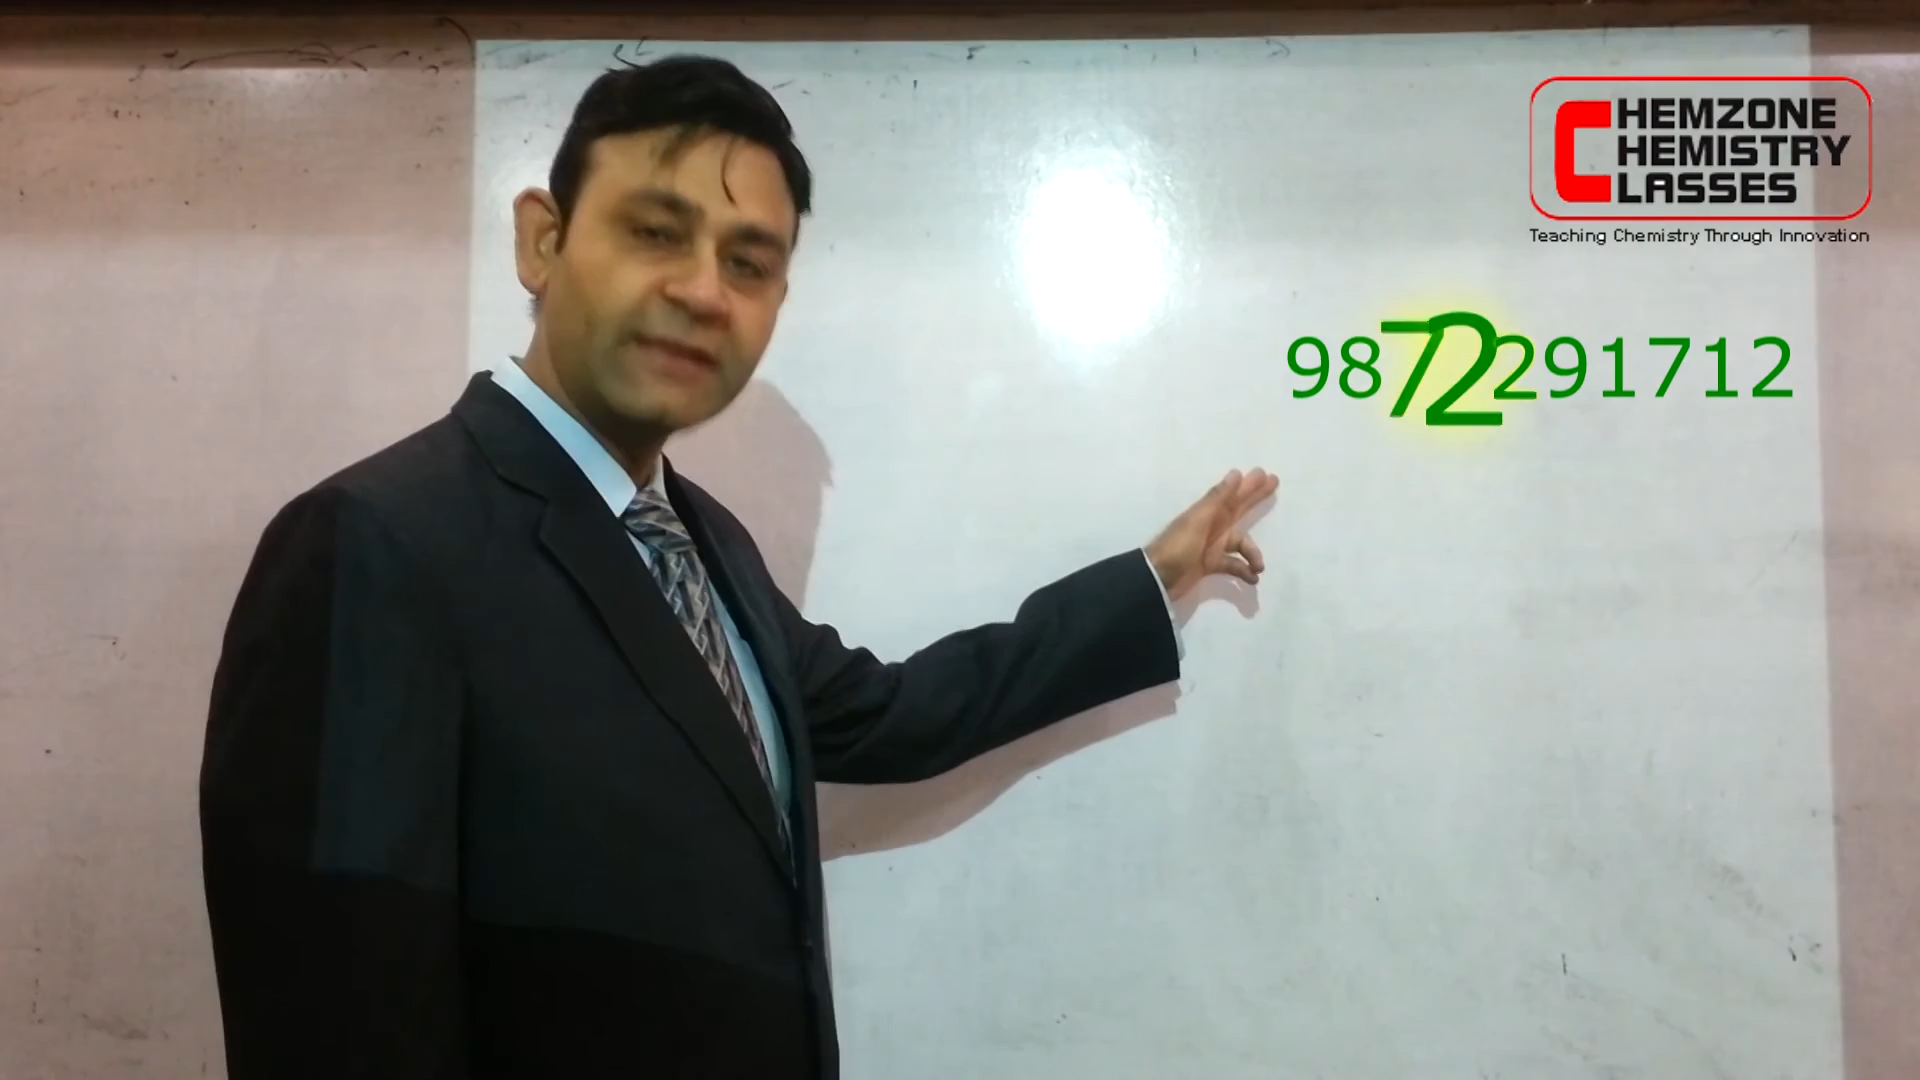 CHEMZONE
CHEMISTRY
CLASSES
Teaching Chemistry Through Innovation
9872291712